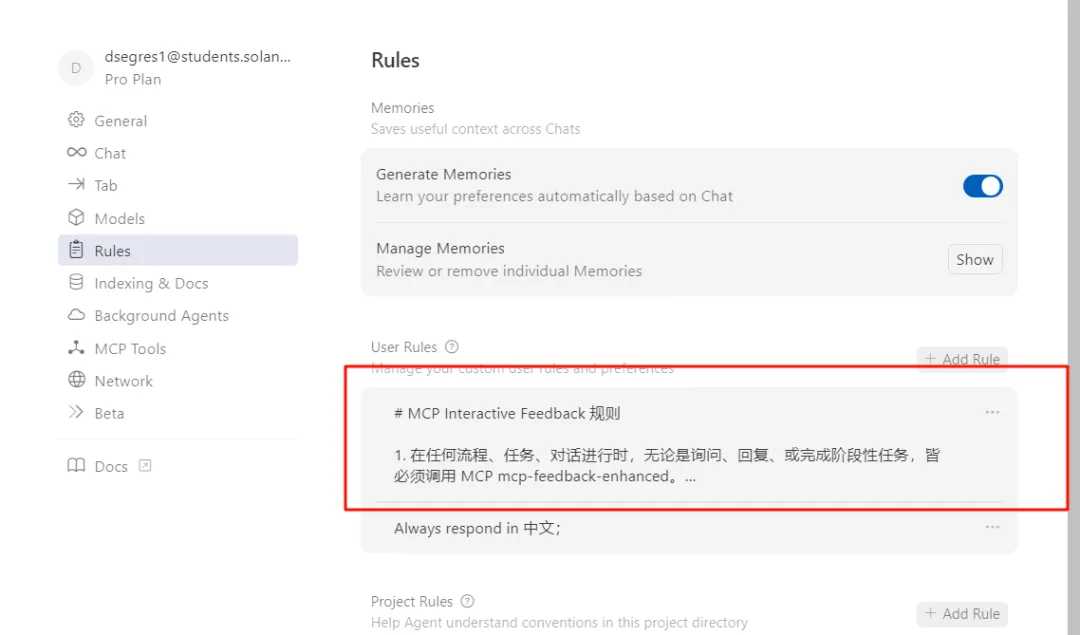 D
dsegres1@students.solan...
Pro Plan
General
Chat
Tab
Models
Rules
Indexing & Docs
Background Agents
MCP Tools
Network
Beta
Docs
Rules
Memories
Saves useful context across Chats
Generate Memories
Learn your preferences automatically based on Chat
Manage Memories
Review or remove individual Memories
Show
User Rules
Manage your custom user rules and preferences
+ Add Rule
# MCP Interactive Feedback 规则
1. 在任何流程、任务、对话进行时，无论是询问、回复、或完成阶段性任务，皆
必须调用 MCP mcp-feedback-enhanced。...
Always respond in 中文;
Project Rules
Help Agent understand conventions in this project directory
+ Add Rule